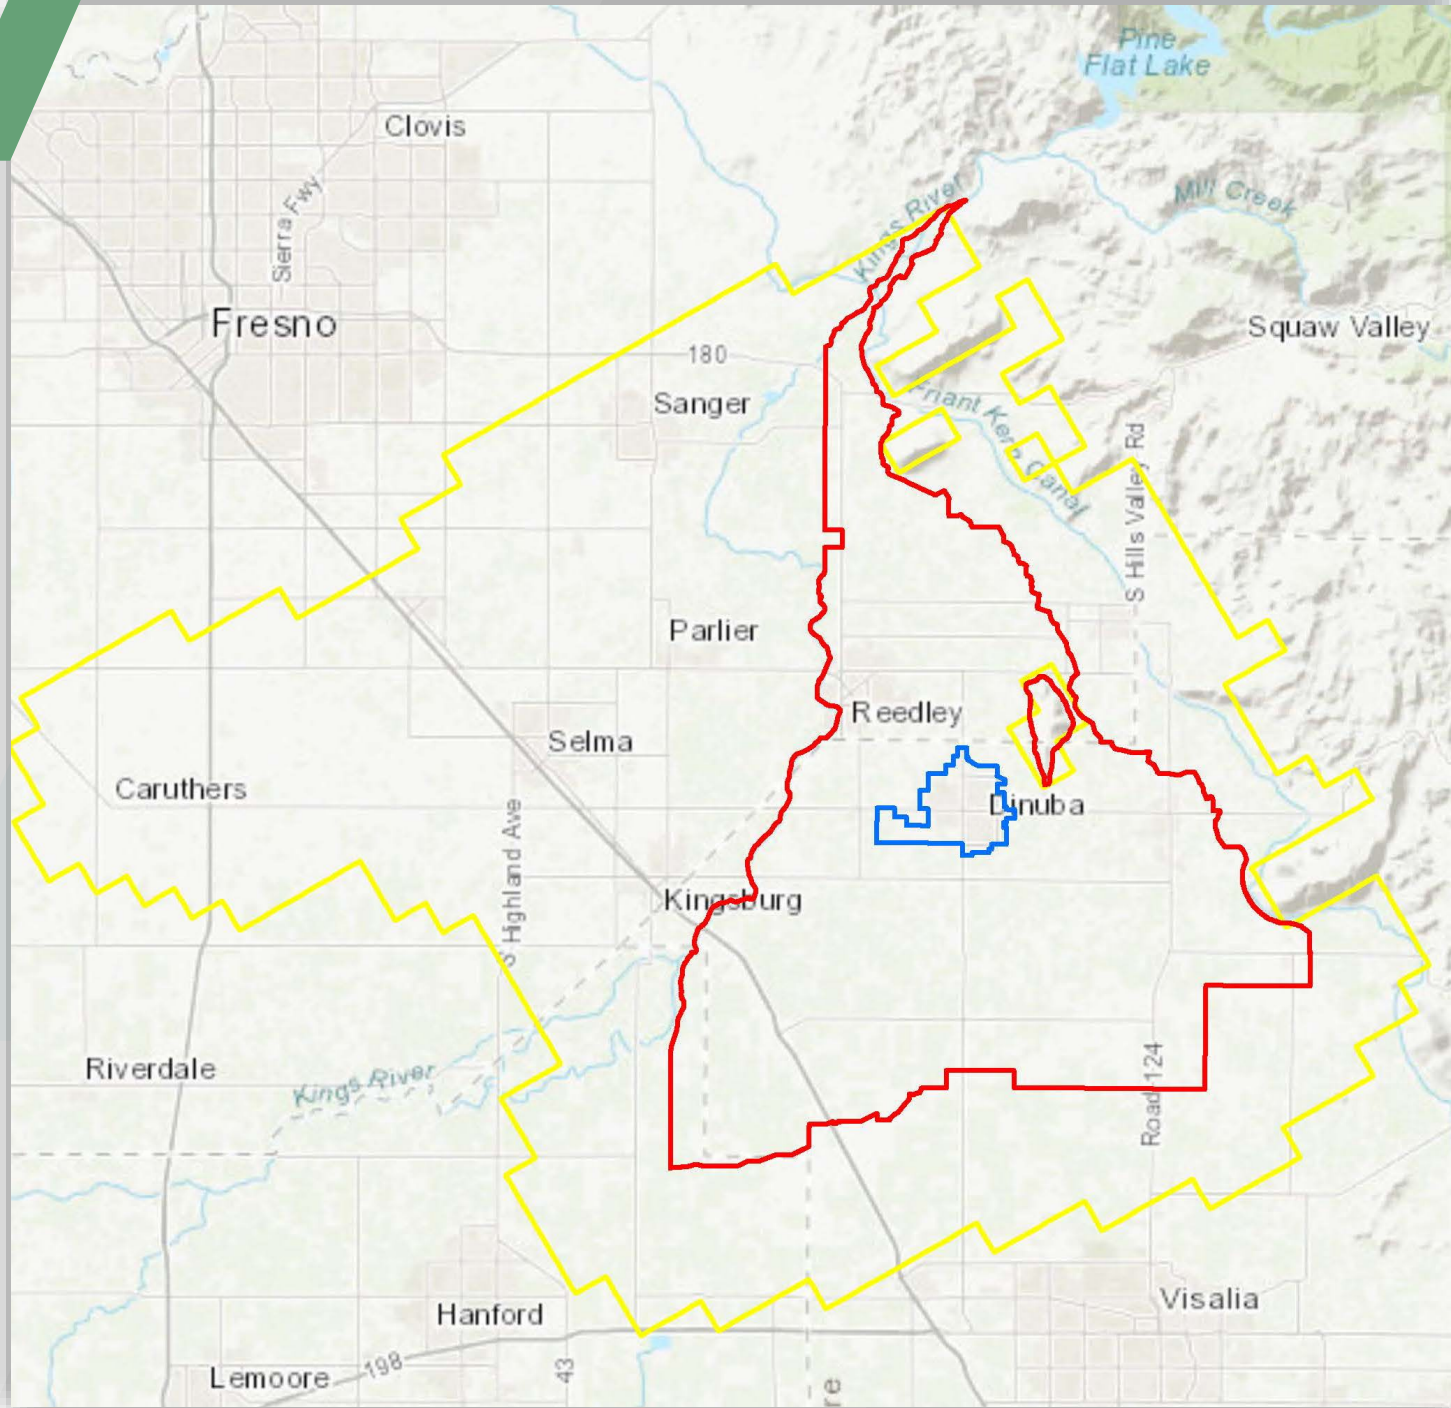 Pine
Flat Lake
Clovis
Sierra Fwy
Kings River
Mill Creek
Fresno
Squaw Valley
180
Sanger
Friant Kern Canal
S Hills Valley Rd
Parlier
Reedley
Selma
Caruthers
Dinuba
S Highland Ave
Kingsburg
Riverdale
Kings River
Road 124
Visalia
Hanford
Lemoore
198
43
re